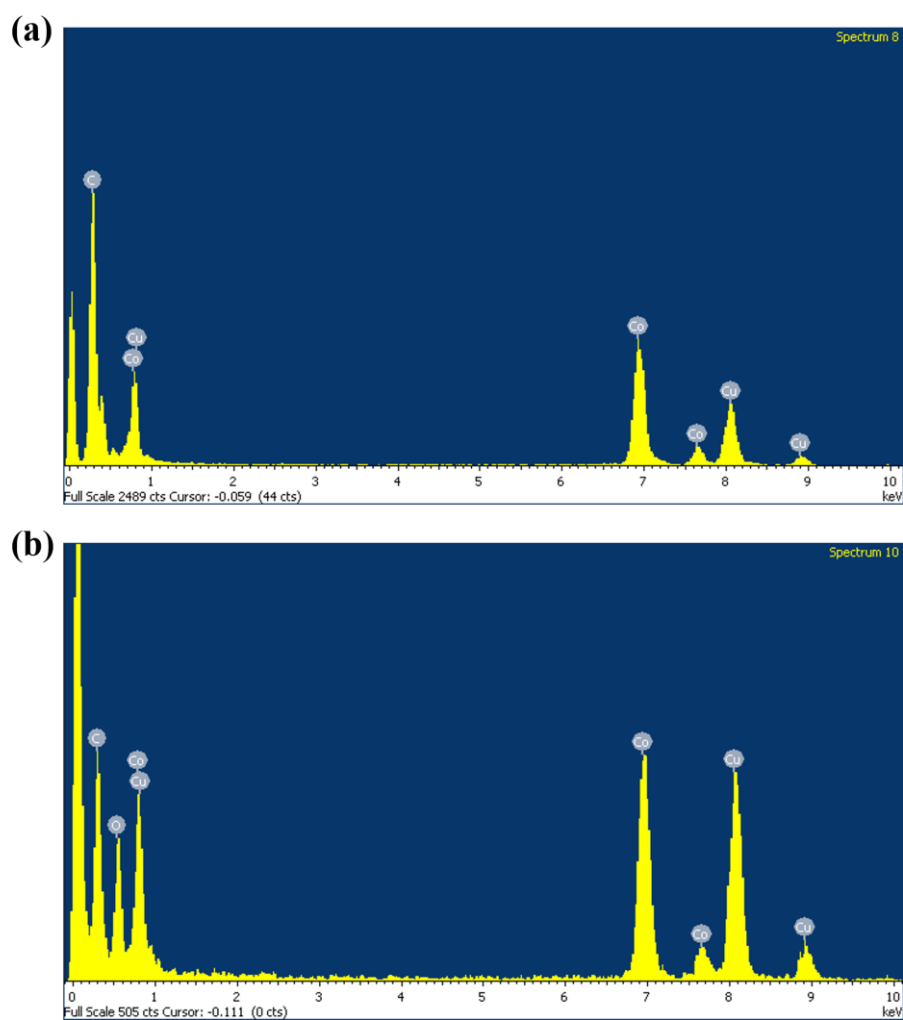 (a)
Spectrum 8
C
Cu
Co
Co
Co
Cu
Cu
0 1 2 3 4 5 6 7 8 9 10
Full Scale 2489 cts Cursor: -0.059 (44 cts) keV
(b)
Spectrum 10
C
O
Co
Cu
Co
Co
Cu
Cu
0 1 2 3 4 5 6 7 8 9 10
Full Scale 505 cts Cursor: -0.111 (0 cts) keV